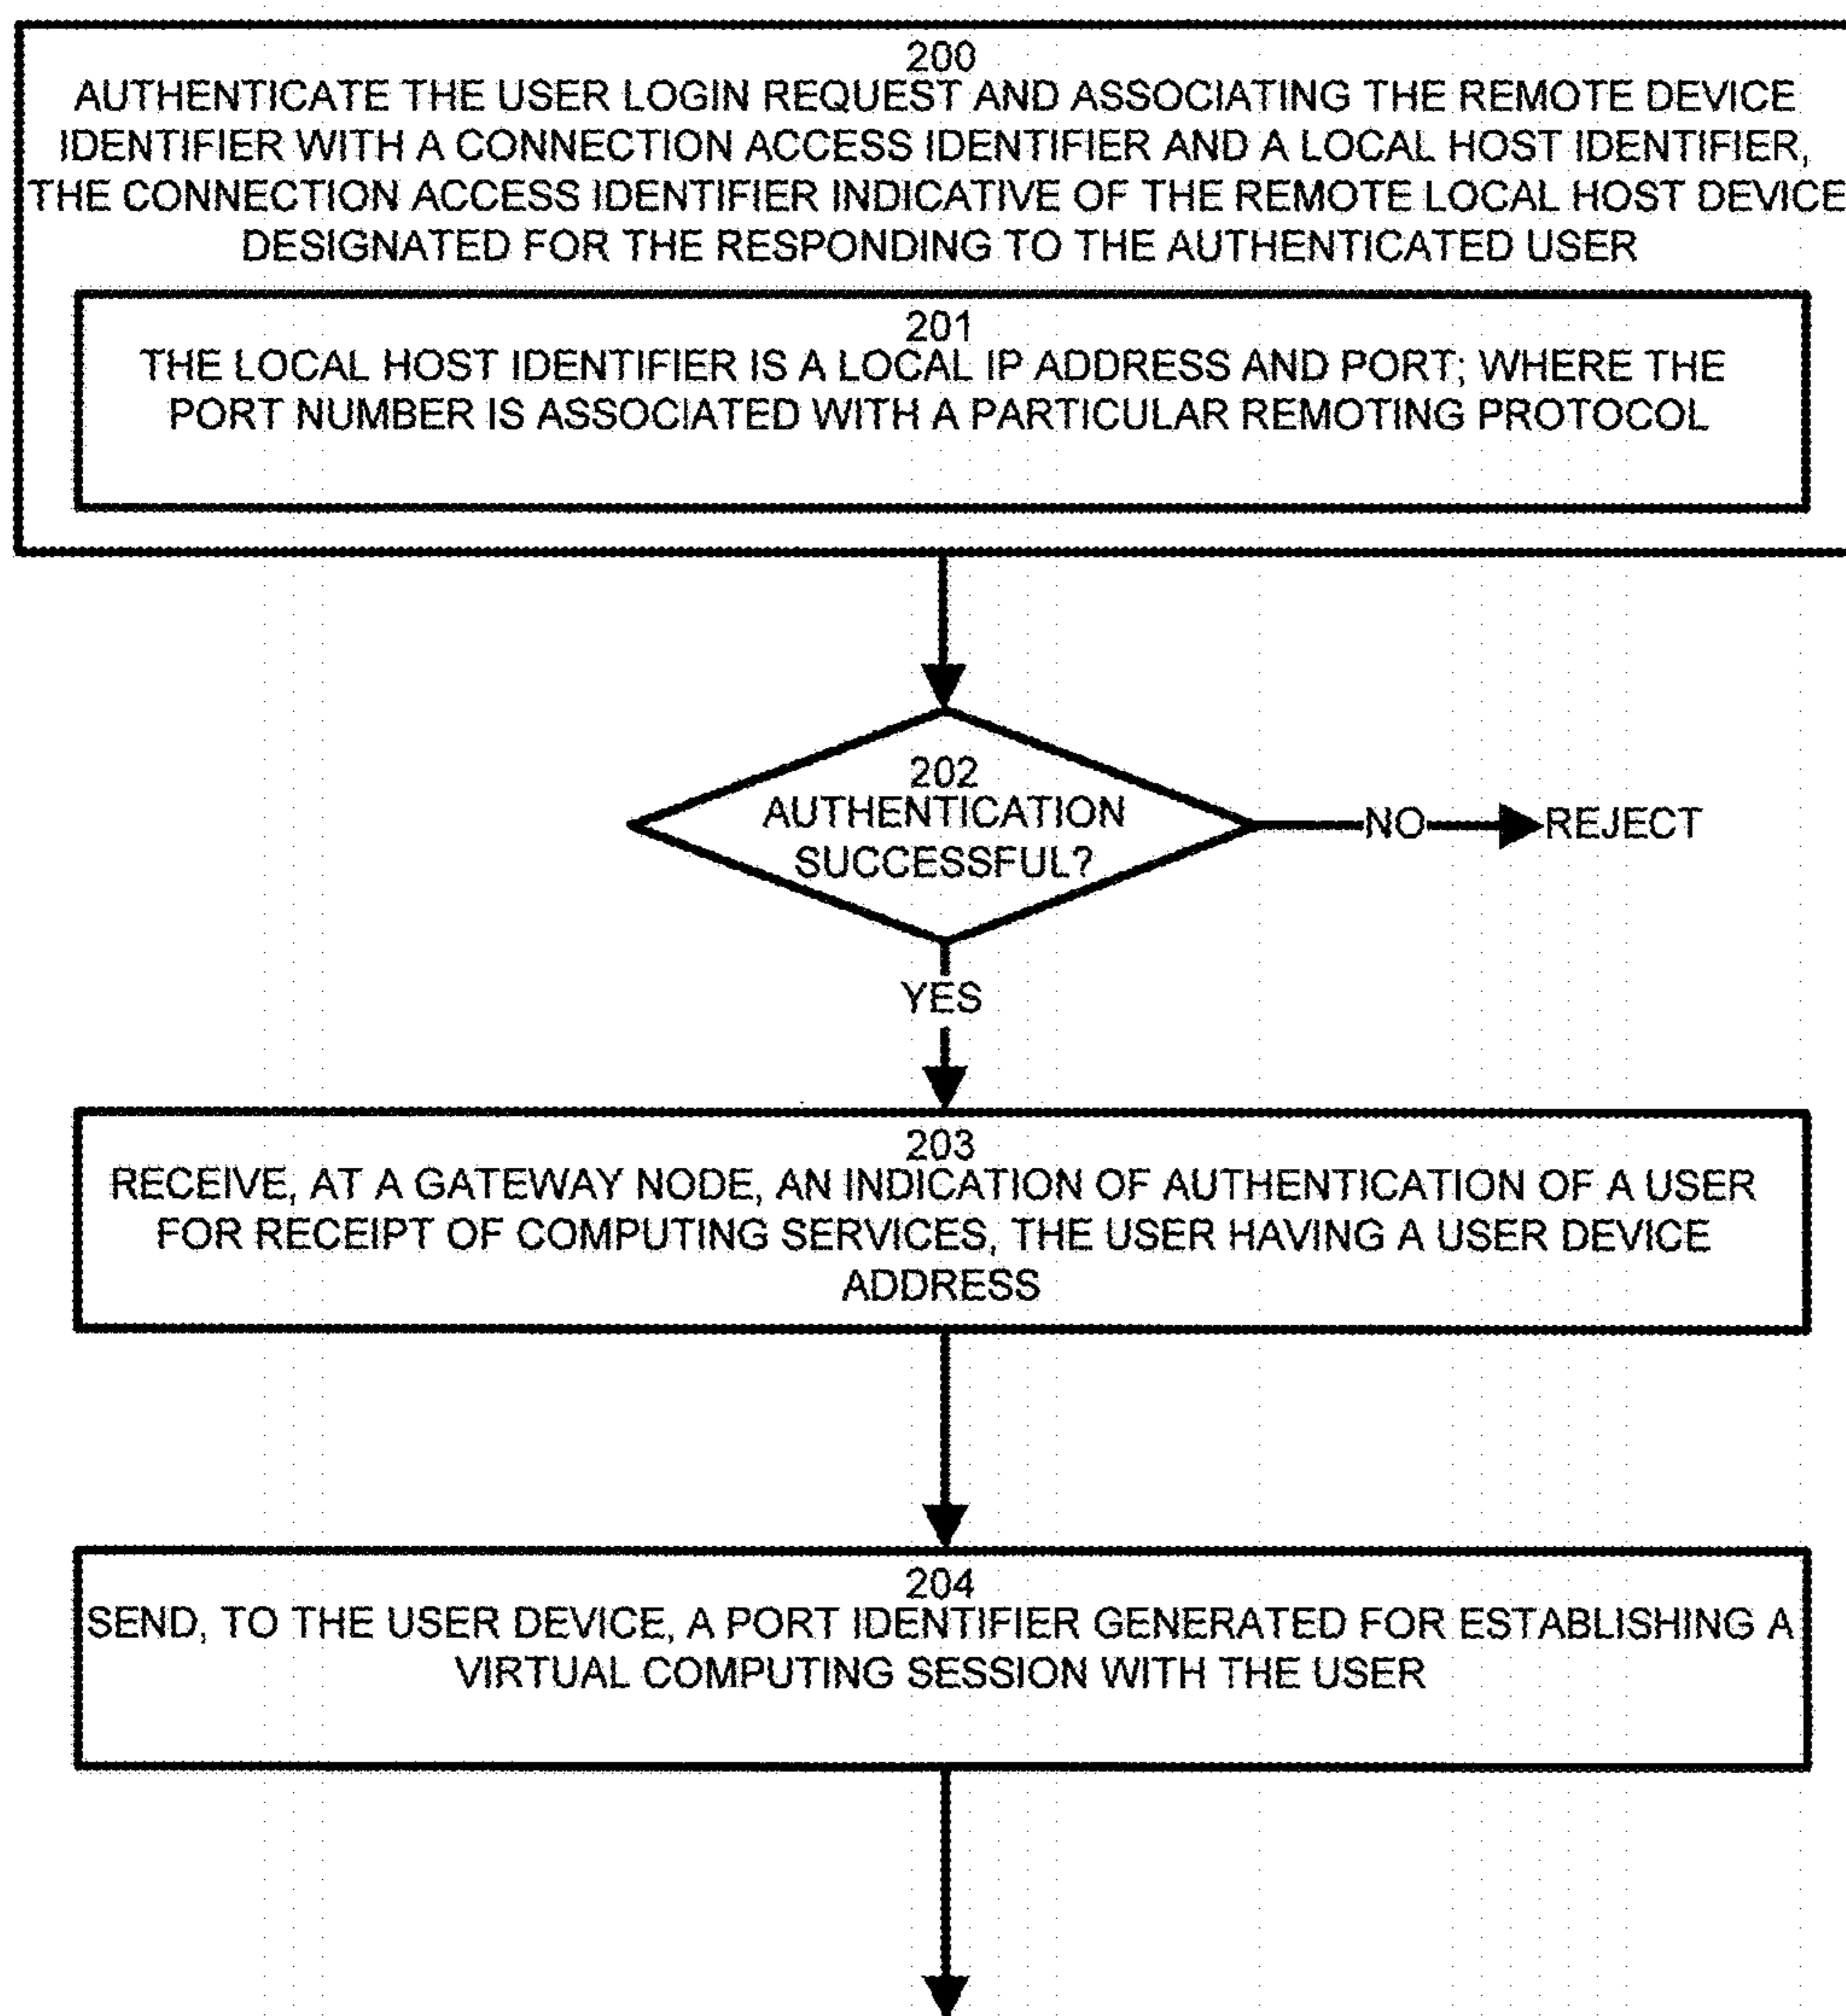 200
AUTHENTICATE THE USER LOGIN REQUEST AND ASSOCIATING THE REMOTE DEVICE
IDENTIFIER WITH A CONNECTION ACCESS IDENTIFIER AND A LOCAL HOST IDENTIFIER,
THE CONNECTION ACCESS IDENTIFIER INDICATIVE OF THE REMOTE LOCAL HOST DEVICE
DESIGNATED FOR THE RESPONDING TO THE AUTHENTICATED USER
201
THE LOCAL HOST IDENTIFIER IS A LOCAL IP ADDRESS AND PORT; WHERE THE
PORT NUMBER IS ASSOCIATED WITH A PARTICULAR REMOTING PROTOCOL
202
AUTHENTICATION
SUCCESSFUL?
NO
REJECT
YES
203
RECEIVE, AT A GATEWAY NODE, AN INDICATION OF AUTHENTICATION OF A USER
FOR RECEIPT OF COMPUTING SERVICES, THE USER HAVING A USER DEVICE
ADDRESS
204
SEND, TO THE USER DEVICE, A PORT IDENTIFIER GENERATED FOR ESTABLISHING A
VIRTUAL COMPUTING SESSION WITH THE USER